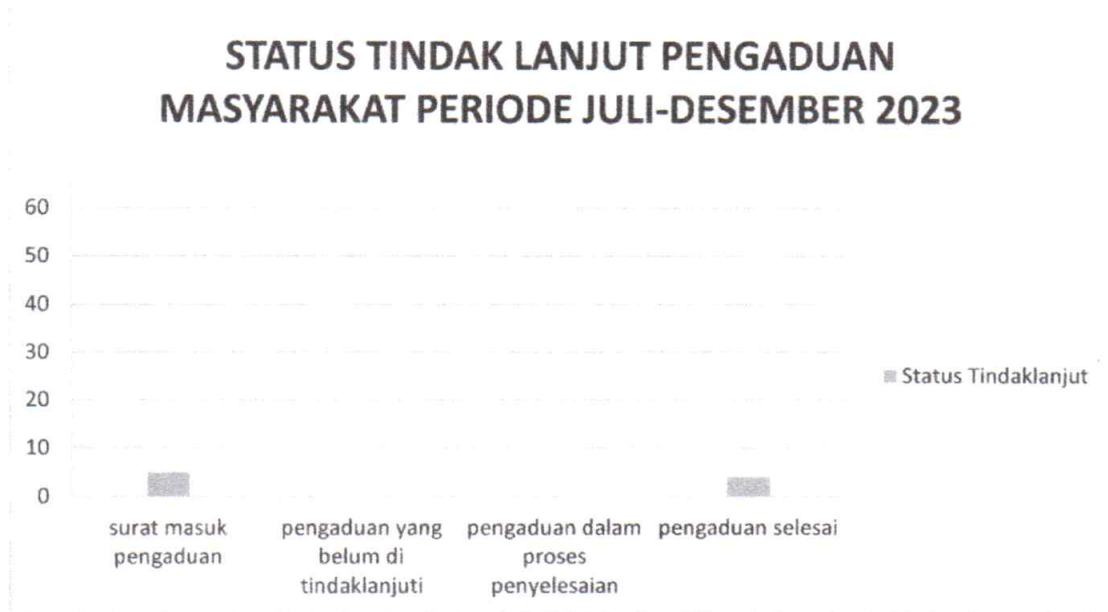 STATUS TINDAK LANJUT PENGADUAN
MASYARAKAT PERIODE JULI-DESEMBER 2023
60
50
40
30
20
10
0
surat masuk
pengaduan
pengaduan yang
belum di
tindaklanjuti
pengaduan dalam
proses
penyelesaian
pengaduan selesai
Status Tindaklanjut